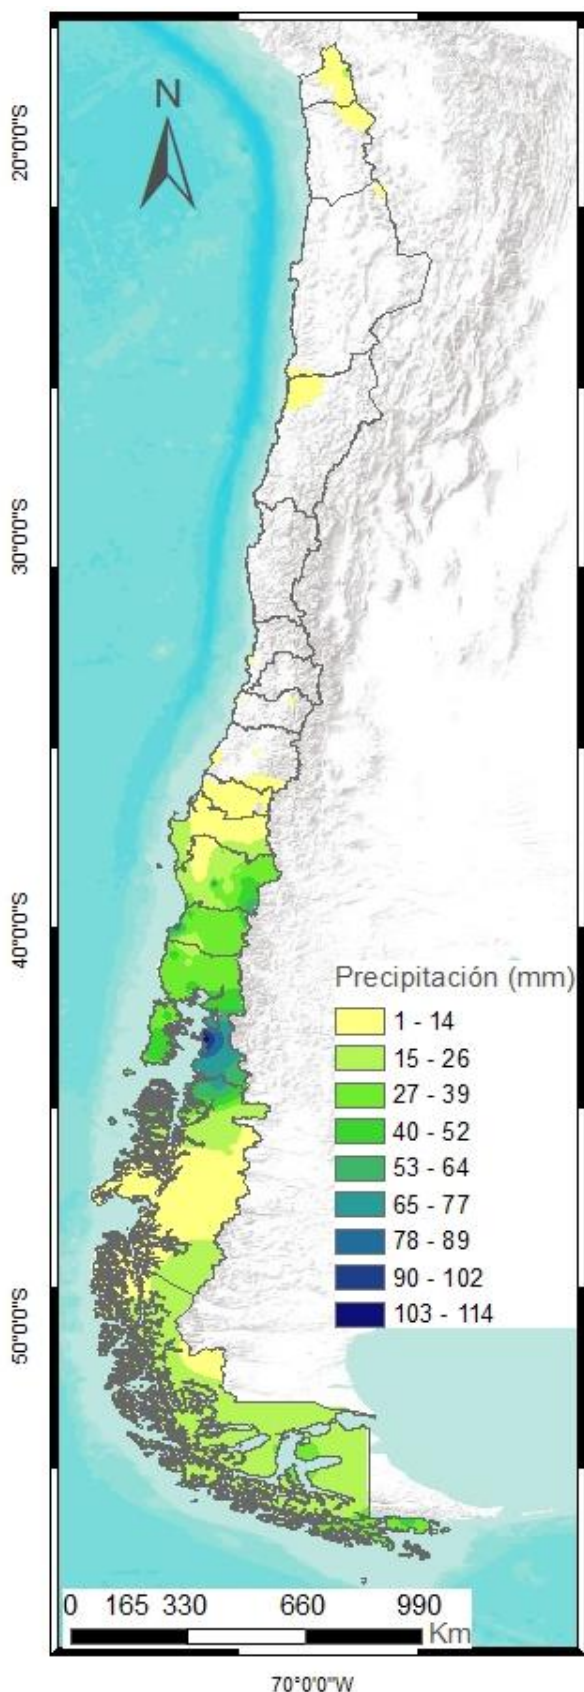 N
20°0'0"S
30°0'0"S
40°0'0"S
50°0'0"S
Precipitación (mm)
1 - 14
15 - 26
27 - 39
40 - 52
53 - 64
65 - 77
78 - 89
90 - 102
103 - 114
0 165 330 660 990
Km
70°0'0"W